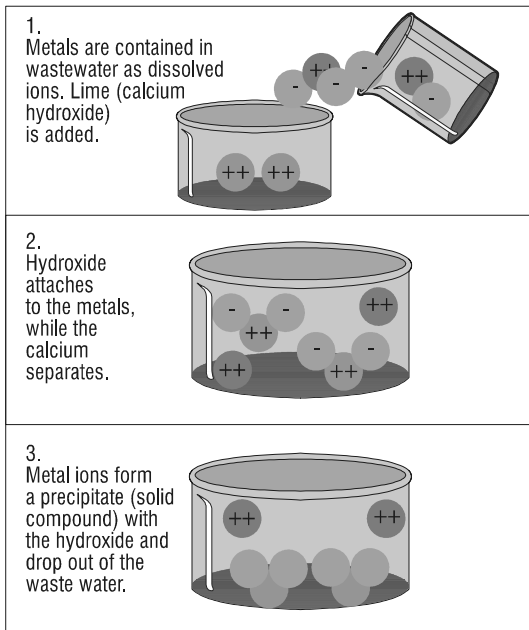 1.
Metals are contained in
wastewater as dissolved
ions. Lime (calcium
hydroxide)
is added.
- ++ - -
++
-
++ ++
2.
Hydroxide
attaches
to the metals,
while the
calcium
separates.
- - ++
++
- -
++ ++
3.
Metal ions form
a precipitate (solid
compound) with
the hydroxide and
drop out of the
waste water.
++ ++